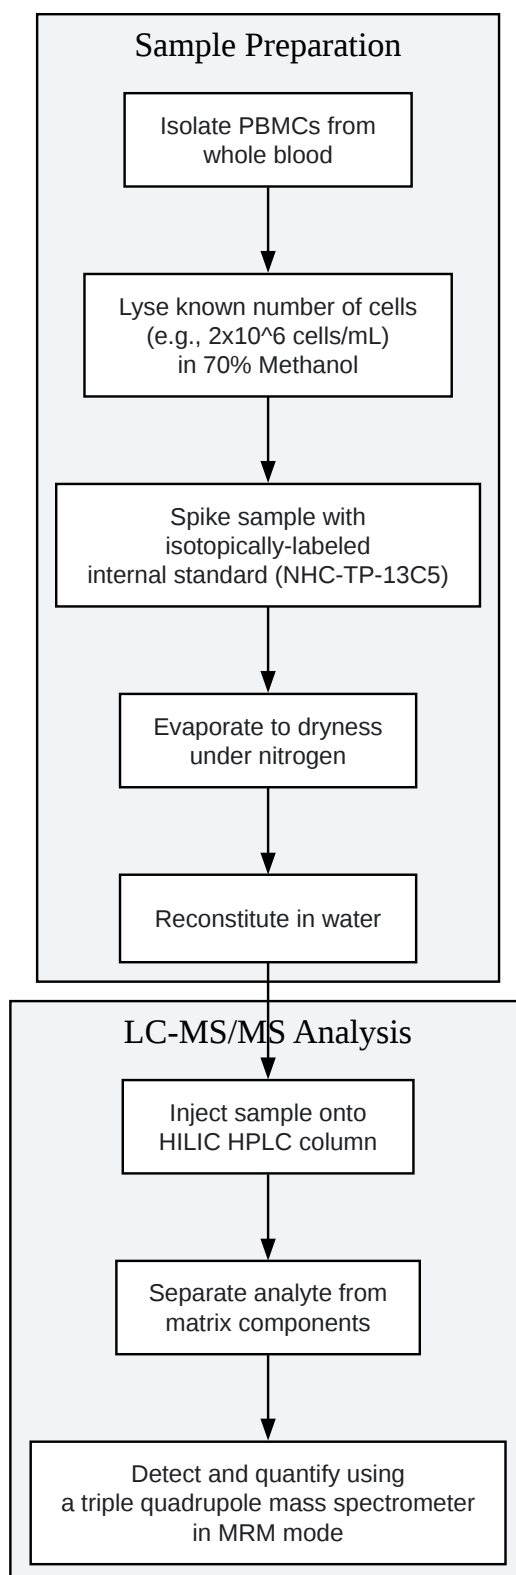 Sample Preparation
Isolate PBMCs from
whole blood
Lyse known number of cells
(e.g., 2x10^6 cells/mL)
in 70% Methanol
Spike sample with
isotopically-labeled
internal standard (NHC-TP-13C5)
Evaporate to dryness
under nitrogen
Reconstitute in water
LC-MS/MS Analysis
Inject sample onto
HILIC HPLC column
Separate analyte from
matrix components
Detect and quantify using
a triple quadrupole mass spectrometer
in MRM mode